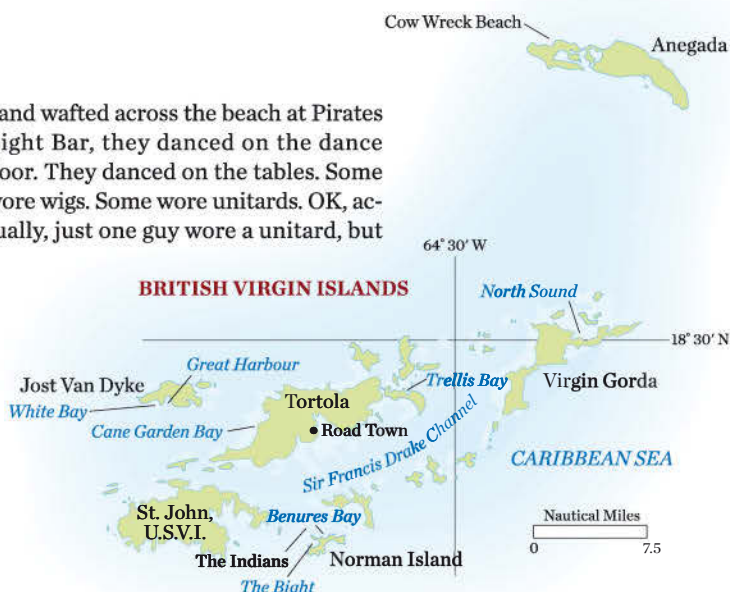 Cow Wreck Beach
Anegada
and wafted across the beach at Pirates
ight Bar, they danced on the dance
oor. They danced on the tables. Some
ore wigs. Some wore unitards. OK, ac-
ually, just one guy wore a unitard, but
64° 30′ W
BRITISH VIRGIN ISLANDS
North Sound
18° 30′ N
Great Harbour
Jost Van Dyke
Trellis Bay
Virgin Gorda
White Bay
Tortola
Cane Garden Bay
Road Town
Sir Francis Drake Channel
CARIBBEAN SEA
St. John,
U.S.V.I.
Benures Bay
Nautical Miles
0 7.5
The Indians
Norman Island
The Bight